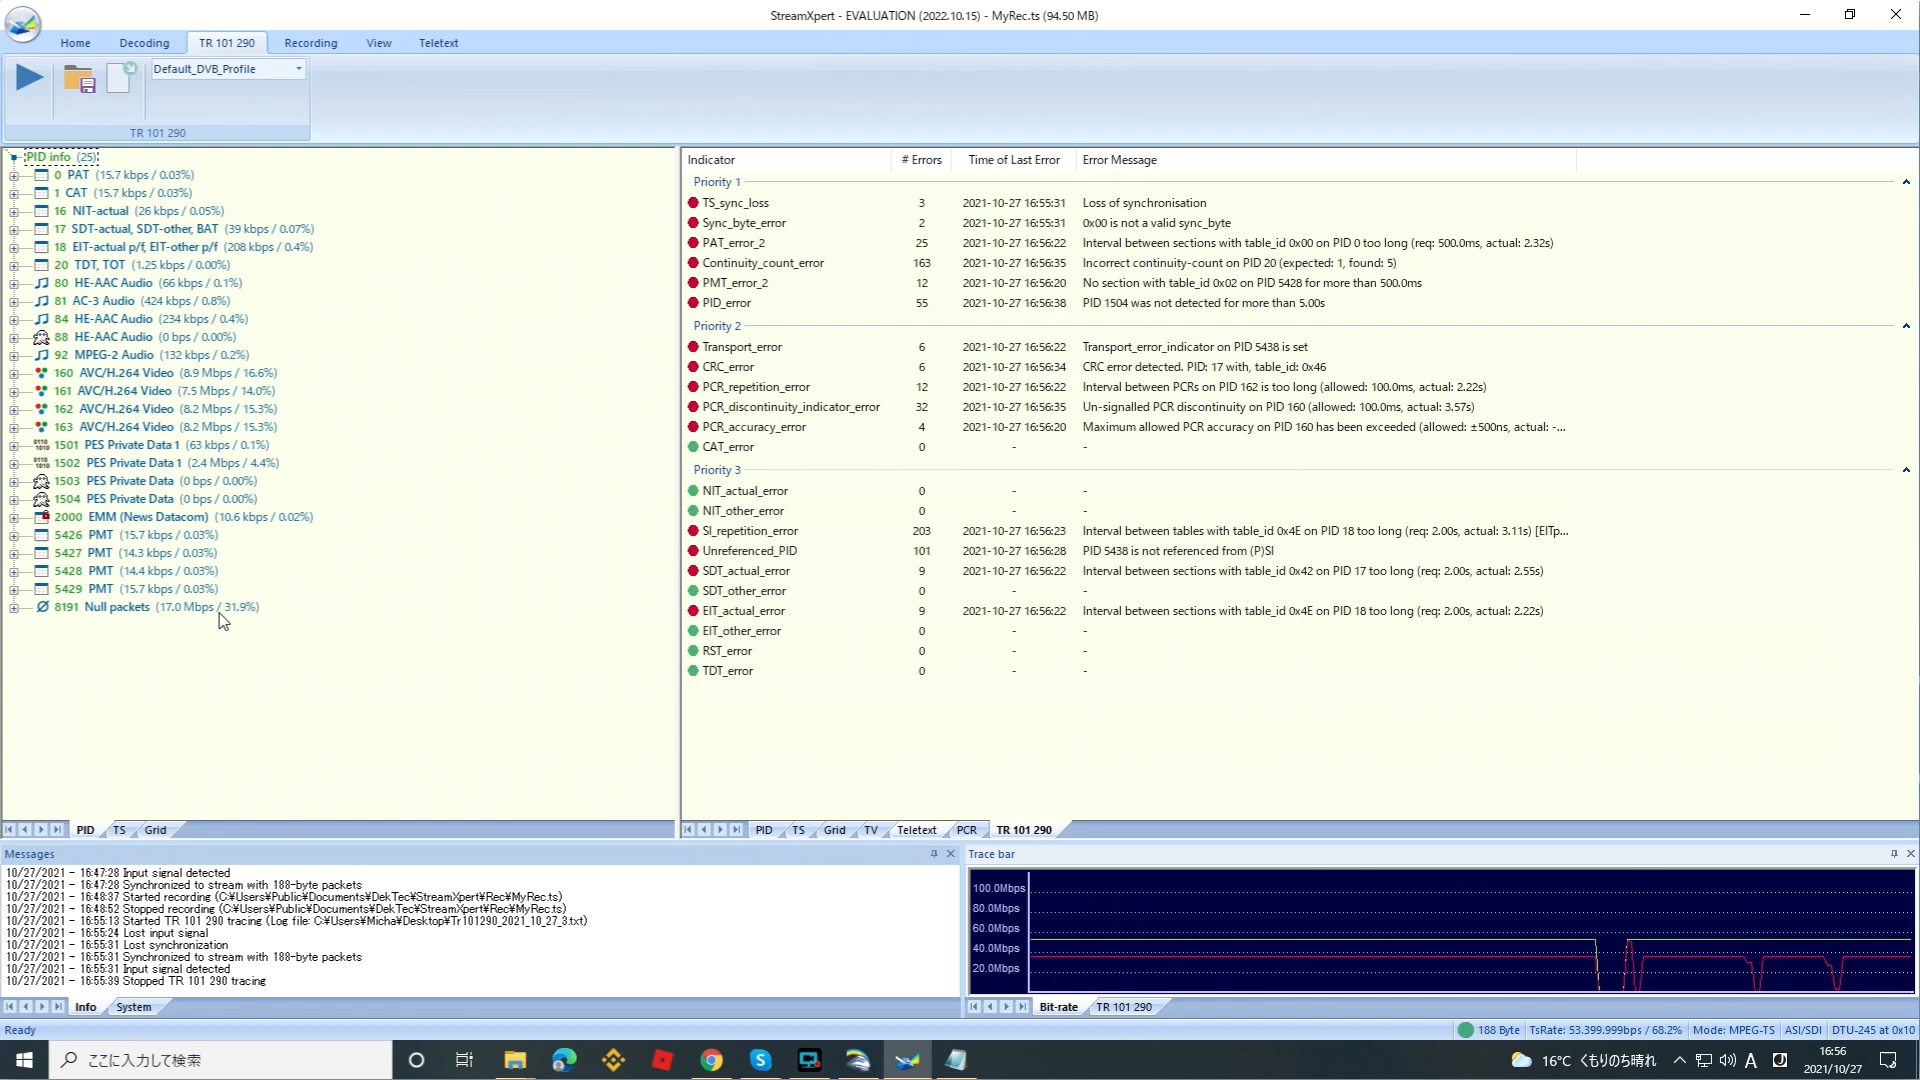 StreamXpert - EVALUATION (2022.10.15) - MyRec.ts (94.50 MB)
Home Decoding TR 101 290 Recording View Teletext
Default_DVB_Profile
TR 101 290
PID info (25)
0 PAT (15.7 kbps / 0.03%)
1 CAT (15.7 kbps / 0.03%)
16 NIT-actual (26 kbps / 0.05%)
17 SDT-actual, SDT-other, BAT (39 kbps / 0.07%)
18 EIT-actual p/f, EIT-other p/f (208 kbps / 0.4%)
20 TDT, TOT (1.25 kbps / 0.00%)
80 HE-AAC Audio (66 kbps / 0.1%)
81 AC-3 Audio (424 kbps / 0.8%)
84 HE-AAC Audio (234 kbps / 0.4%)
88 HE-AAC Audio (0 bps / 0.00%)
92 MPEG-2 Audio (132 kbps / 0.2%)
160 AVC/H.264 Video (8.9 Mbps / 16.6%)
161 AVC/H.264 Video (7.5 Mbps / 14.0%)
162 AVC/H.264 Video (8.2 Mbps / 15.3%)
163 AVC/H.264 Video (8.2 Mbps / 15.3%)
1501 PES Private Data 1 (63 kbps / 0.1%)
1502 PES Private Data 1 (2.4 Mbps / 4.4%)
1503 PES Private Data (0 bps / 0.00%)
1504 PES Private Data (0 bps / 0.00%)
2000 EMM (News Datacom) (10.6 kbps / 0.02%)
5426 PMT (15.7 kbps / 0.03%)
5427 PMT (14.3 kbps / 0.03%)
5428 PMT (14.4 kbps / 0.03%)
5429 PMT (15.7 kbps / 0.03%)
8191 Null packets (17.0 Mbps / 31.9%)
PID TS Grid
Indicator # Errors Time of Last Error Error Message
Priority 1
TS_sync_loss 3 2021-10-27 16:55:31 Loss of synchronisation
Sync_byte_error 2 2021-10-27 16:55:31 0x00 is not a valid sync_byte
PAT_error_2 25 2021-10-27 16:56:22 Interval between sections with table_id 0x00 on PID 0 too long (req: 500.0ms, actual: 2.32s)
Continuity_count_error 163 2021-10-27 16:56:35 Incorrect continuity-count on PID 20 (expected: 1, found: 5)
PMT_error_2 12 2021-10-27 16:56:20 No section with table_id 0x02 on PID 5428 for more than 500.0ms
PID_error 55 2021-10-27 16:56:38 PID 1504 was not detected for more than 5.00s
Priority 2
Transport_error 6 2021-10-27 16:56:22 Transport_error_indicator on PID 5438 is set
CRC_error 6 2021-10-27 16:56:34 CRC error detected. PID: 17 with, table_id: 0x46
PCR_repetition_error 12 2021-10-27 16:56:22 Interval between PCRs on PID 162 is too long (allowed: 100.0ms, actual: 2.22s)
PCR_discontinuity_indicator_error 32 2021-10-27 16:56:35 Un-signalled PCR discontinuity on PID 160 (allowed: 100.0ms, actual: 3.57s)
PCR_accuracy_error 4 2021-10-27 16:56:20 Maximum allowed PCR accuracy on PID 160 has been exceeded (allowed: ±500ns, actual: -...
CAT_error 0 - -
Priority 3
NIT_actual_error 0 - -
NIT_other_error 0 - -
SI_repetition_error 203 2021-10-27 16:56:23 Interval between tables with table_id 0x4E on PID 18 too long (req: 2.00s, actual: 3.11s) [EITp...
Unreferenced_PID 101 2021-10-27 16:56:28 PID 5438 is not referenced from (P)SI
SDT_actual_error 9 2021-10-27 16:56:22 Interval between sections with table_id 0x42 on PID 17 too long (req: 2.00s, actual: 2.55s)
SDT_other_error 0 - -
EIT_actual_error 9 2021-10-27 16:56:22 Interval between sections with table_id 0x4E on PID 18 too long (req: 2.00s, actual: 2.22s)
EIT_other_error 0 - -
RST_error 0 - -
TDT_error 0 - -
PID TS Grid TV Teletext PCR TR 101 290
Messages
10/27/2021 - 16:47:28 Input signal detected
10/27/2021 - 16:47:28 Synchronized to stream with 188-byte packets
10/27/2021 - 16:48:37 Started recording (C:¥Users¥Public¥Documents¥DekTec¥StreamXpert¥Rec¥MyRec.ts)
10/27/2021 - 16:48:52 Stopped recording (C:¥Users¥Public¥Documents¥DekTec¥StreamXpert¥Rec¥MyRec.ts)
10/27/2021 - 16:55:13 Started TR 101 290 tracing (Log file: C:¥Users¥Micha¥Desktop¥Tr101290_2021_10_27_3.txt)
10/27/2021 - 16:55:24 Lost input signal
10/27/2021 - 16:55:31 Lost synchronization
10/27/2021 - 16:55:31 Synchronized to stream with 188-byte packets
10/27/2021 - 16:55:31 Input signal detected
10/27/2021 - 16:55:39 Stopped TR 101 290 tracing
Info System
Trace bar
100.0Mbps
80.0Mbps
60.0Mbps
40.0Mbps
20.0Mbps
Bit-rate TR 101 290
Ready
188 Byte TsRate: 53.399.999bps / 68.2% Mode: MPEG-TS ASI/SDI DTU-245 at 0x10
ここに入力して検索
16°C くもりのち晴れ
A
16:56
2021/10/27